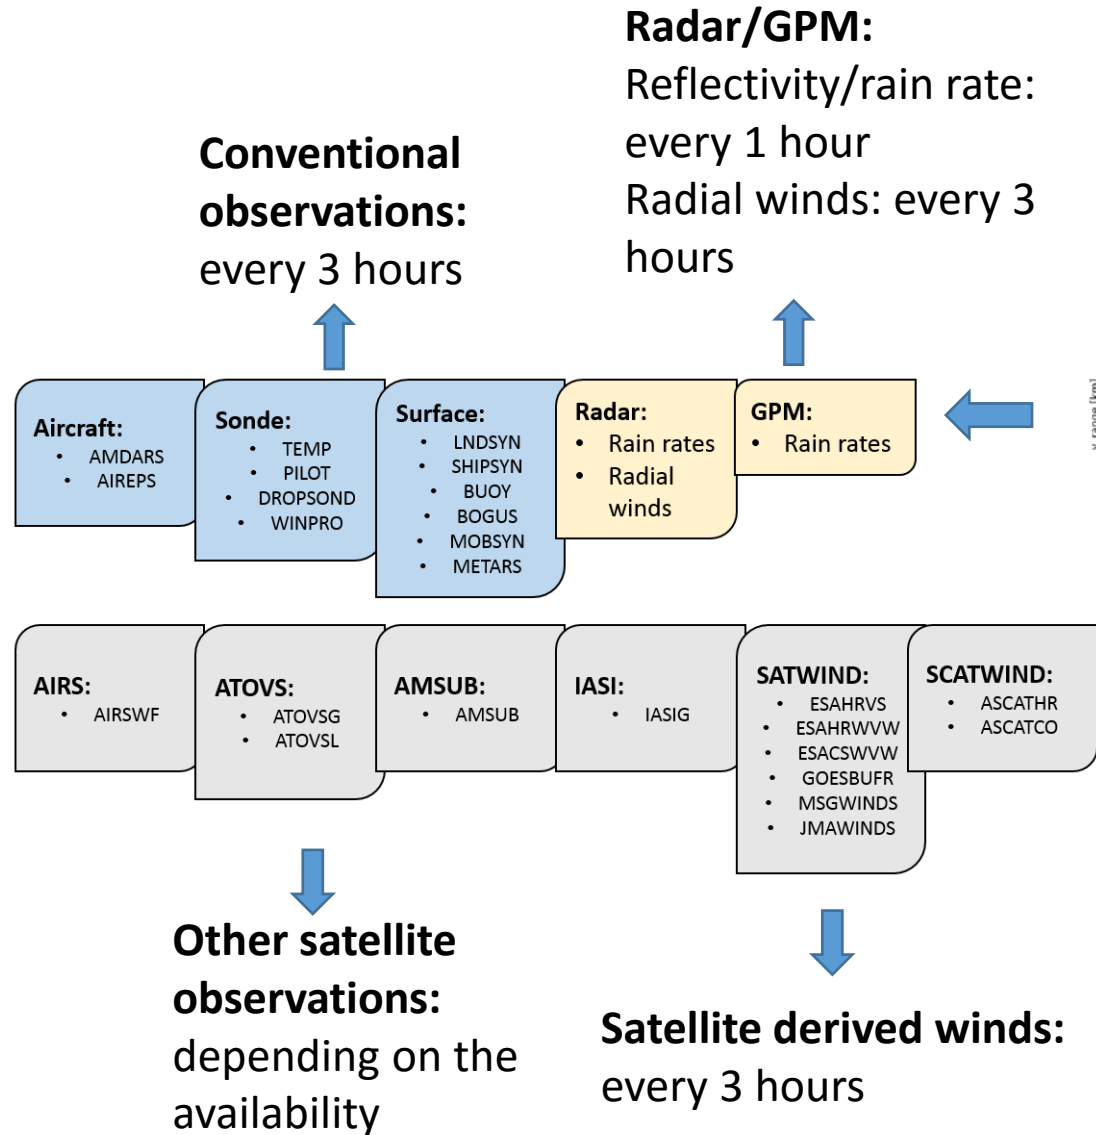 Radar/GPM:
Reflectivity/rain rate:
every 1 hour
Radial winds: every 3
hours
Conventional
observations:
every 3 hours
Aircraft:
• AMDARS
• AIREPS
Sonde:
• TEMP
• PILOT
• DROPSOND
• WINPRO
Surface:
• LNDSYN
• SHIPSYN
• BUOY
• BOGUS
• MOBSYN
• METARS
Radar:
• Rain rates
• Radial
winds
GPM:
• Rain rates
y range [km]
AIRS:
• AIRSWF
ATOVS:
• ATOVSG
• ATOVSL
AMSUB:
• AMSUB
IASI:
• IASIG
SATWIND:
• ESAHRVS
• ESAHRWVW
• ESACSWVW
• GOESBUFR
• MSGWINDS
• JMAWINDS
SCATWIND:
• ASCATHR
• ASCATCO
Other satellite
observations:
depending on the
availability
Satellite derived winds:
every 3 hours